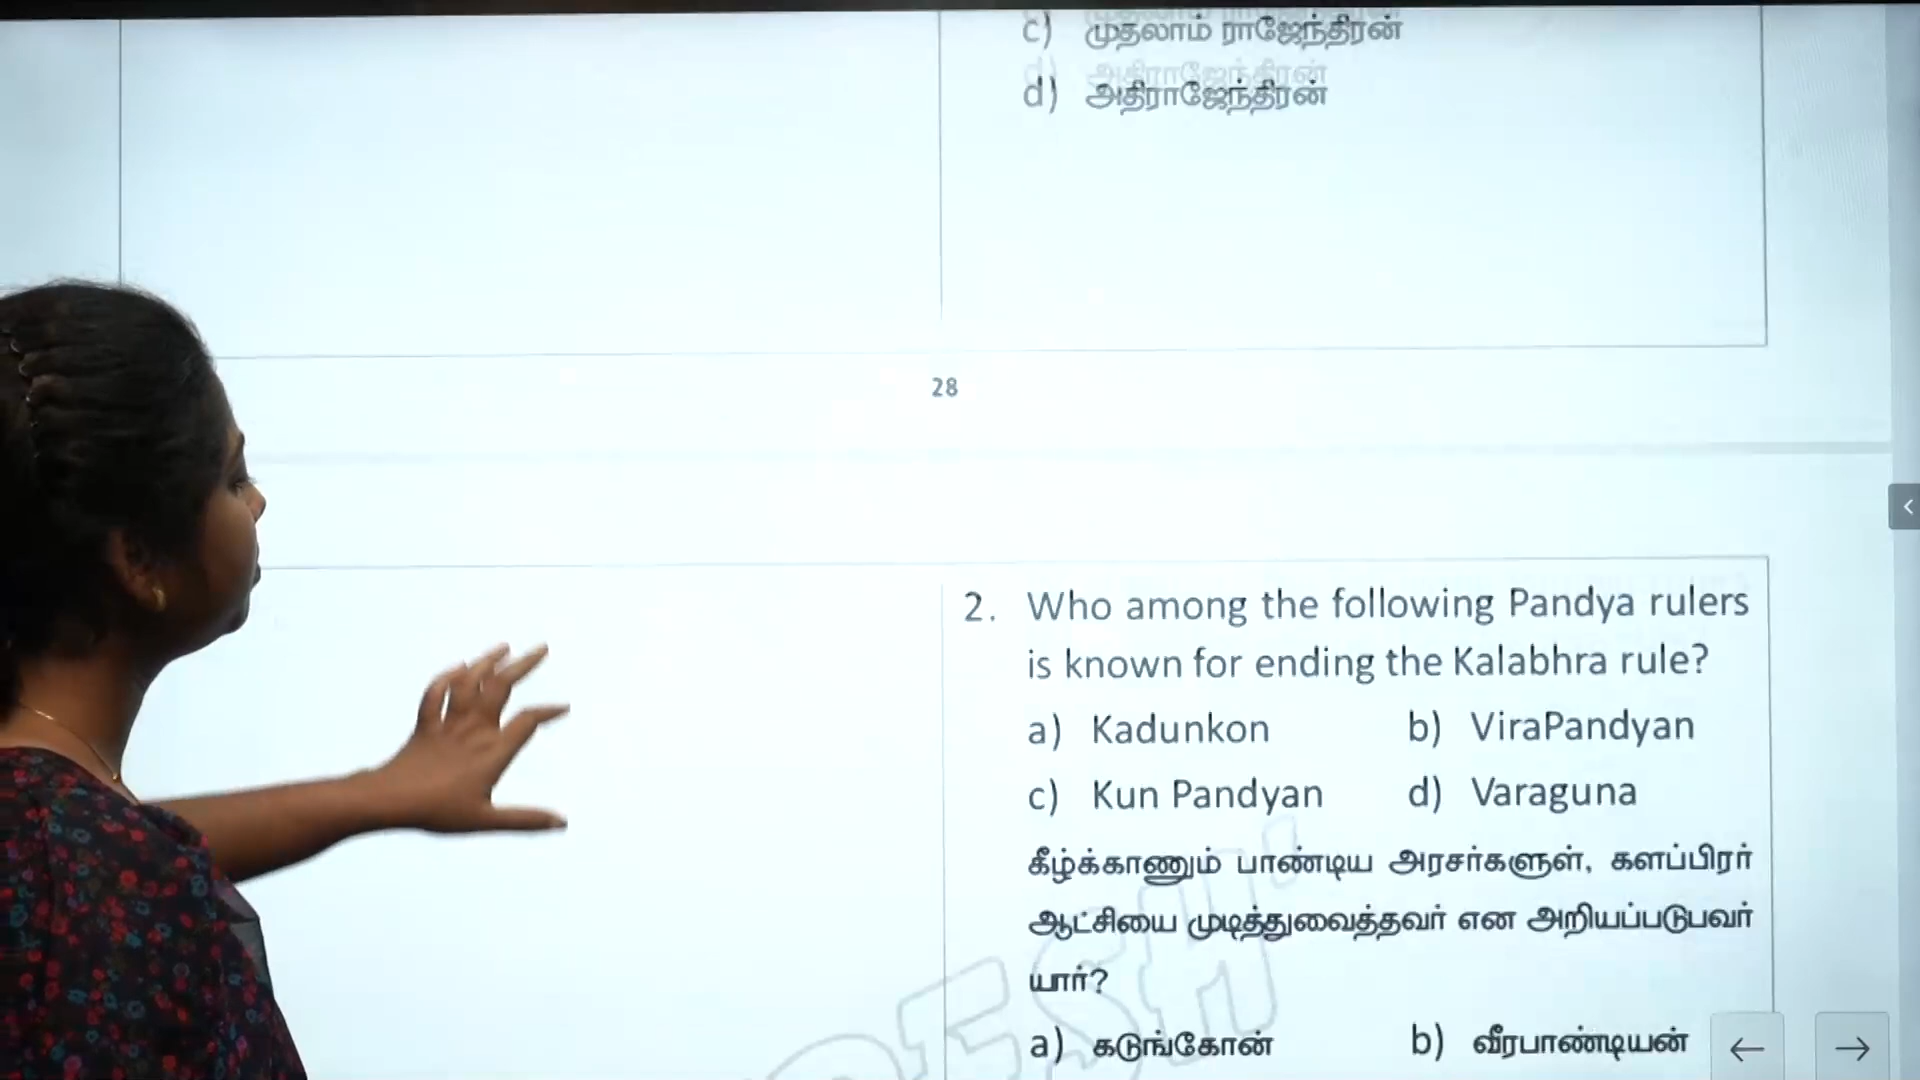 c) முதலாம் ராஜேந்திரன்
d) அதிராஜேந்திரன்
28
2. Who among the following Pandya rulers
is known for ending the Kalabhra rule?
a) Kadunkon b) ViraPandyan
c) Kun Pandyan d) Varaguna
கீழ்க்காணும் பாண்டிய அரசர்களுள், களப்பிரர்
ஆட்சியை முடித்துவைத்தவர் என அறியப்படுபவர்
யார்?
a) கடுங்கோன் b) வீரபாண்டியன்